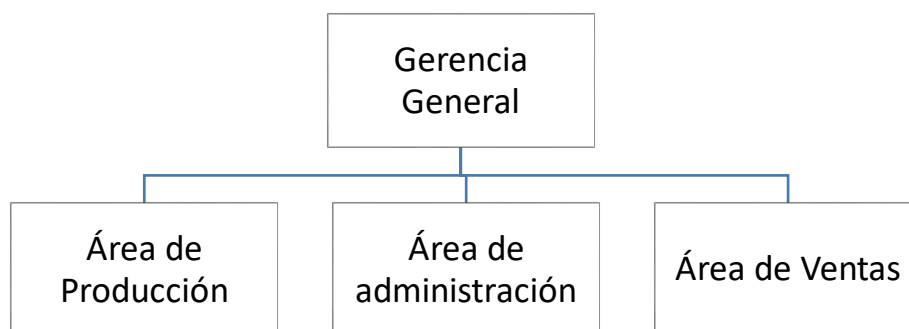 Gerencia
General
Área de
Producción
Área de
administración
Área de Ventas